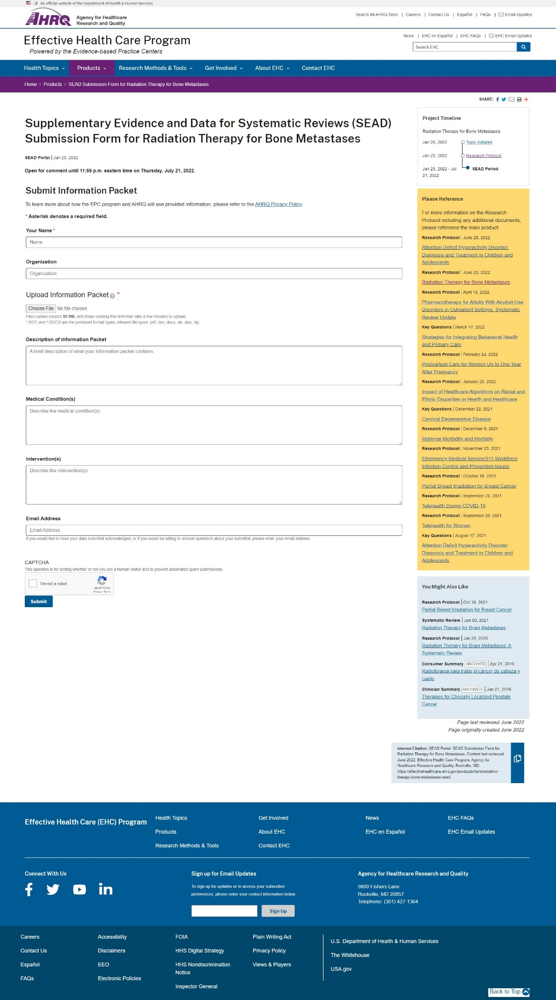 An official website of the Department of Health & Human Services
AHRQ
Agency for Healthcare
Research and Quality
Search All AHRQ Sites | Careers | Contact Us | Español | FAQs | Email Updates
Effective Health Care Program
Powered by the Evidence-based Practice Centers
News | EHC en Español | EHC FAQs | EHC Email Updates
Search EHC
Health Topics Products Research Methods & Tools Get Involved About EHC Contact EHC
Home › Products › SEAD Submission Form for Radiation Therapy for Bone Metastases
SHARE:
Supplementary Evidence and Data for Systematic Reviews (SEAD)
Submission Form for Radiation Therapy for Bone Metastases
SEAD Portal | Jun 23, 2022
Open for comment until 11:59 p.m. eastern time on Thursday, July 21, 2022.
Submit Information Packet
To learn more about how the EPC program and AHRQ will use provided information, please refer to the AHRQ Privacy Policy.
* Asterisk denotes a required field.
Your Name *
Name
Organization
Organization
Upload Information Packet ? *
Choose File No file chosen
Files cannot exceed 50 MB, and those nearing this limit may take a few minutes to upload.
* DOC and * DOCX are the preferred format types. Allowed file types: pdf, doc, docx, xls, xlsx, zip
Description of Information Packet
A brief description of what your information packet contains.
Medical Condition(s)
Describe the medical condition(s)
Intervention(s)
Describe the intervention(s)
Email Address
Email Address
If you would like to have your data submittal acknowledged, or if you would be willing to answer questions about your submittal, please enter your email address.
CAPTCHA
This question is for testing whether or not you are a human visitor and to prevent automated spam submissions.
I'm not a robot
reCAPTCHA
Privacy - Terms
Submit
Project Timeline
Radiation Therapy for Bone Metastases
Jan 20, 2022 Topic Initiated
Jun 23, 2022 Research Protocol
Jun 23, 2022 - Jul SEAD Period
21, 2022
Please Reference
For more information on the Research
Protocol including any additional documents,
please reference the main product:
Research Protocol | June 28, 2022
Attention Deficit Hyperactivity Disorder:
Diagnosis and Treatment in Children and
Adolescents
Research Protocol | June 23, 2022
Radiation Therapy for Bone Metastases
Research Protocol | April 18, 2022
Pharmacotherapy for Adults With Alcohol-Use
Disorders in Outpatient Settings: Systematic
Review Update
Key Questions | March 17, 2022
Strategies for Integrating Behavioral Health
and Primary Care
Research Protocol | February 24, 2022
Postpartum Care for Women Up to One Year
After Pregnancy
Research Protocol | January 25, 2022
Impact of Healthcare Algorithms on Racial and
Ethnic Disparities in Health and Healthcare
Key Questions | December 22, 2021
Cervical Degenerative Disease
Research Protocol | December 9, 2021
Maternal Morbidity and Mortality
Research Protocol | November 23, 2021
Emergency Medical Service/911 Workforce
Infection Control and Prevention Issues
Research Protocol | October 18, 2021
Partial Breast Irradiation for Breast Cancer
Research Protocol | September 23, 2021
Telehealth During COVID-19
Research Protocol | September 20, 2021
Telehealth for Women
Key Questions | August 17, 2021
Attention Deficit Hyperactivity Disorder:
Diagnosis and Treatment in Children and
Adolescents
You Might Also Like
Research Protocol | Oct 18, 2021
Partial Breast Irradiation for Breast Cancer
Systematic Review | Jun 09, 2021
Radiation Therapy for Brain Metastases
Research Protocol | Jan 28, 2020
Radiation Therapy for Brain Metastases: A
Systematic Review
Consumer Summary ARCHIVED | Apr 21, 2016
Radioterapia para tratar el cáncer de cabeza y
cuello
Clinician Summary ARCHIVED | Jan 21, 2016
Therapies for Clinically Localized Prostate
Cancer
Page last reviewed June 2022
Page originally created June 2022
Internet Citation: SEAD Portal: SEAD Submission Form for
Radiation Therapy for Bone Metastases. Content last reviewed
June 2022. Effective Health Care Program, Agency for
Healthcare Research and Quality, Rockville, MD.
https://effectivehealthcare.ahrq.gov/products/form/radiation-
therapy-bone-metastases-sead
Effective Health Care (EHC) Program
Health Topics Get Involved News EHC FAQs
Products About EHC EHC en Español EHC Email Updates
Research Methods & Tools Contact EHC
Connect With Us
Sign up for Email Updates
To sign up for updates or to access your subscriber
preferences, please enter your contact information below.
Sign Up
Agency for Healthcare Research and Quality
5600 Fishers Lane
Rockville, MD 20857
Telephone: (301) 427-1364
Careers
Contact Us
Español
FAQs
Accessibility
Disclaimers
EEO
Electronic Policies
FOIA
HHS Digital Strategy
HHS Nondiscrimination
Notice
Inspector General
Plain Writing Act
Privacy Policy
Views & Players
U.S. Department of Health & Human Services
The Whitehouse
USA.gov
Back to Top